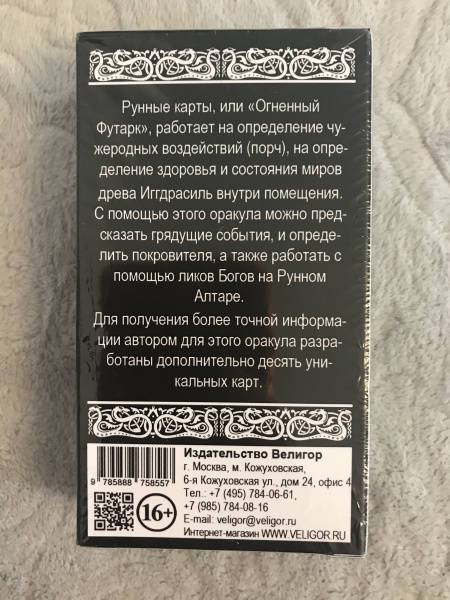 Рунные карты, или «Огненный
Футарк», работает на определение чу-
жеродных воздействий (порч), на опре-
деление здоровья и состояния миров
древа Иггдрасиль внутри помещения.
С помощью этого оракула можно пред-
сказать грядущие события, и опреде-
лить покровителя, а также работать с
помощью ликов Богов на Рунном
Алтаре.
Для получения более точной информа-
ции автором для этого оракула разра-
ботаны дополнительно десять уни-
кальных карт.
Издательство Велигор
г. Москва, м. Кожуховская,
6-я Кожуховская ул., дом 24, офис 4
Тел.: +7 (495) 784-06-61,
+7 (985) 784-08-16
E-mail: veligor@veligor.ru
Интернет-магазин WWW.VELIGOR.RU
9 785888 758557
16+